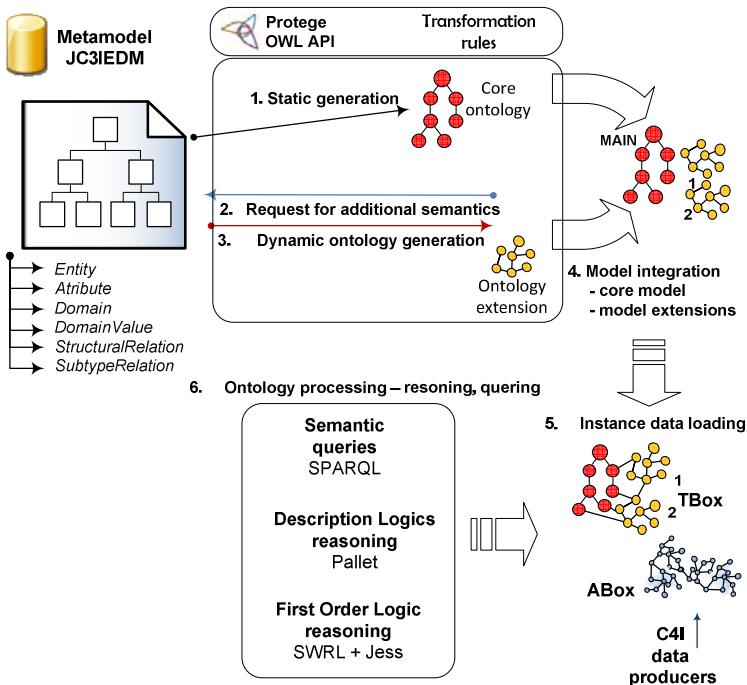 Metamodel
JC3IEDM
Protege
OWL API
Transformation
rules
1. Static generation
Core
ontology
MAIN
1
2
2. Request for additional semantics
3. Dynamic ontology generation
Ontology
extension
4. Model integration
- core model
- model extensions
Entity
Atribute
Domain
DomainValue
StructuralRelation
SubtypeRelation
6. Ontology processing – resoning, quering
Semantic
queries
SPARQL
Description Logics
reasoning
Pallet
First Order Logic
reasoning
SWRL + Jess
5. Instance data loading
1
TBox
2
ABox
C4I
data
producers